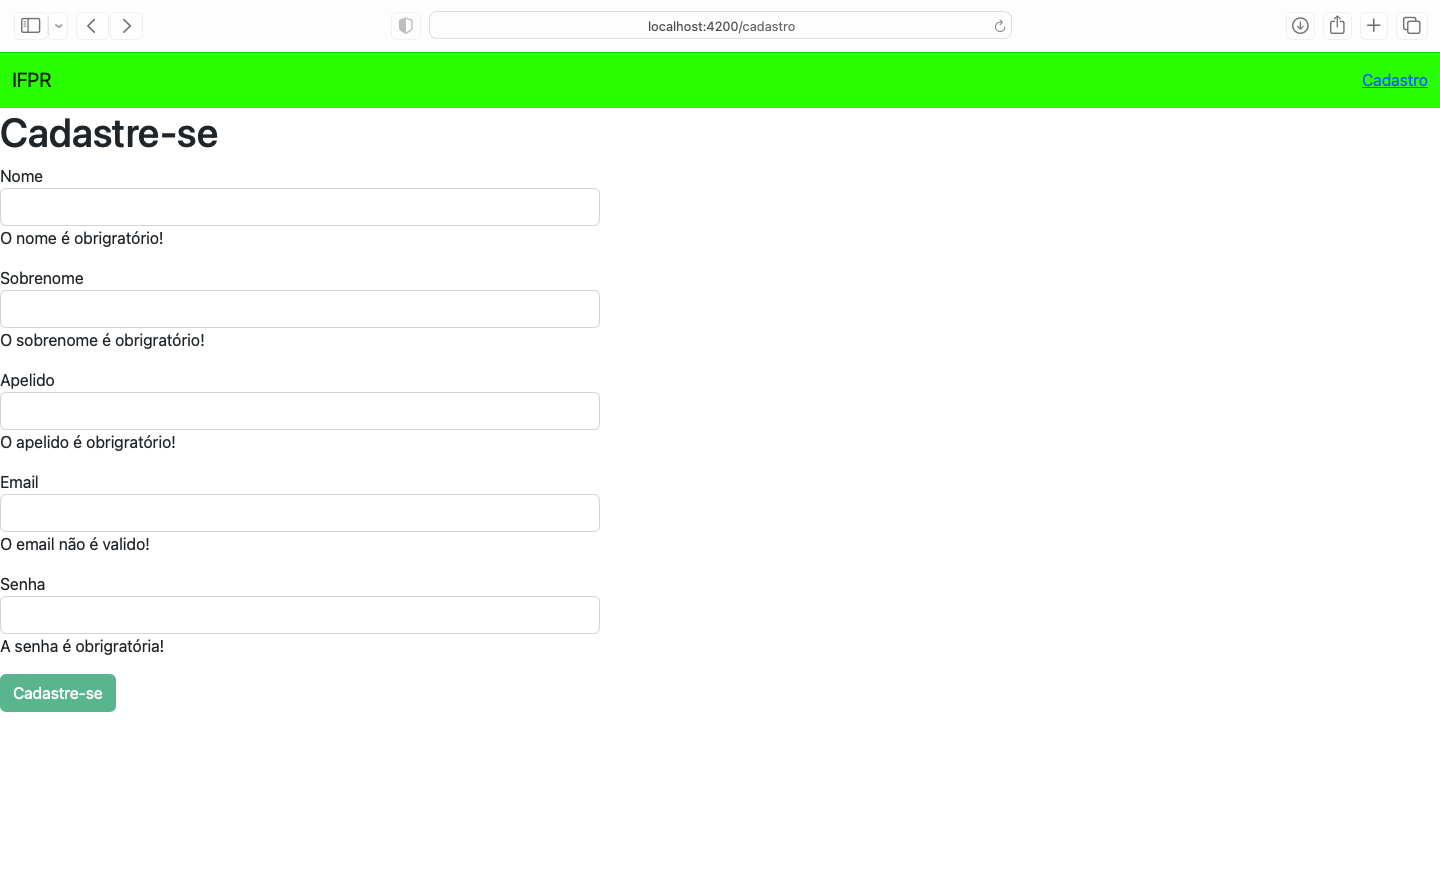 localhost:4200/cadastro
IFPR
Cadastro
Cadastre-se
Nome
O nome é obrigratório!
Sobrenome
O sobrenome é obrigratório!
Apelido
O apelido é obrigratório!
Email
O email não é valido!
Senha
A senha é obrigratória!
Cadastre-se